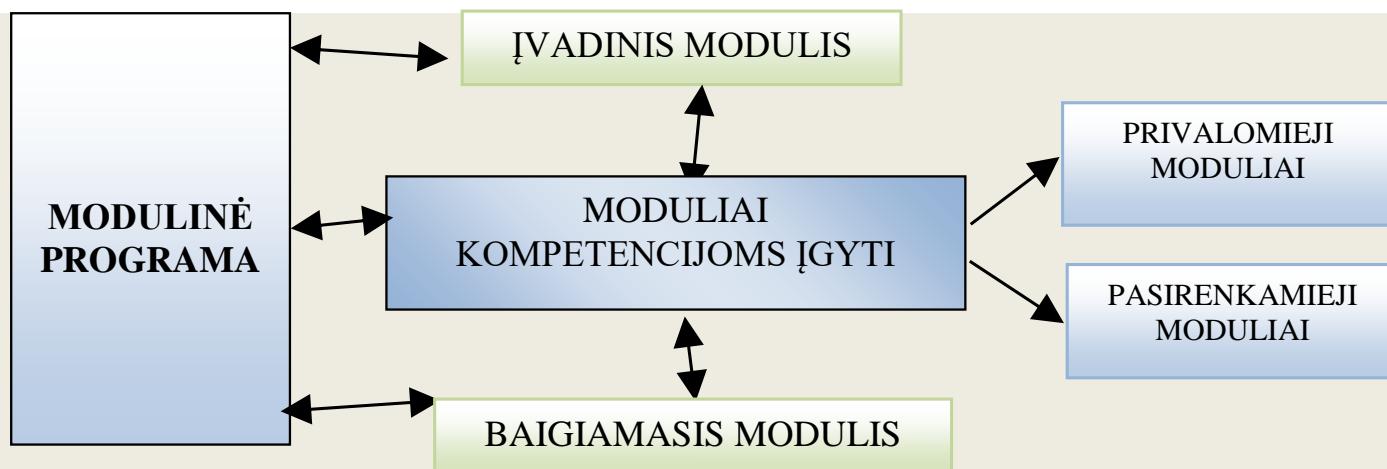 MODULINĖ
PROGRAMA
ĮVADINIS MODULIS
MODULIAI
KOMPETENCIJOMS ĮGYTI
BAIGIAMASIS MODULIS
PRIVALOMIEJI
MODULIAI
PASIRENKAMIEJI
MODULIAI